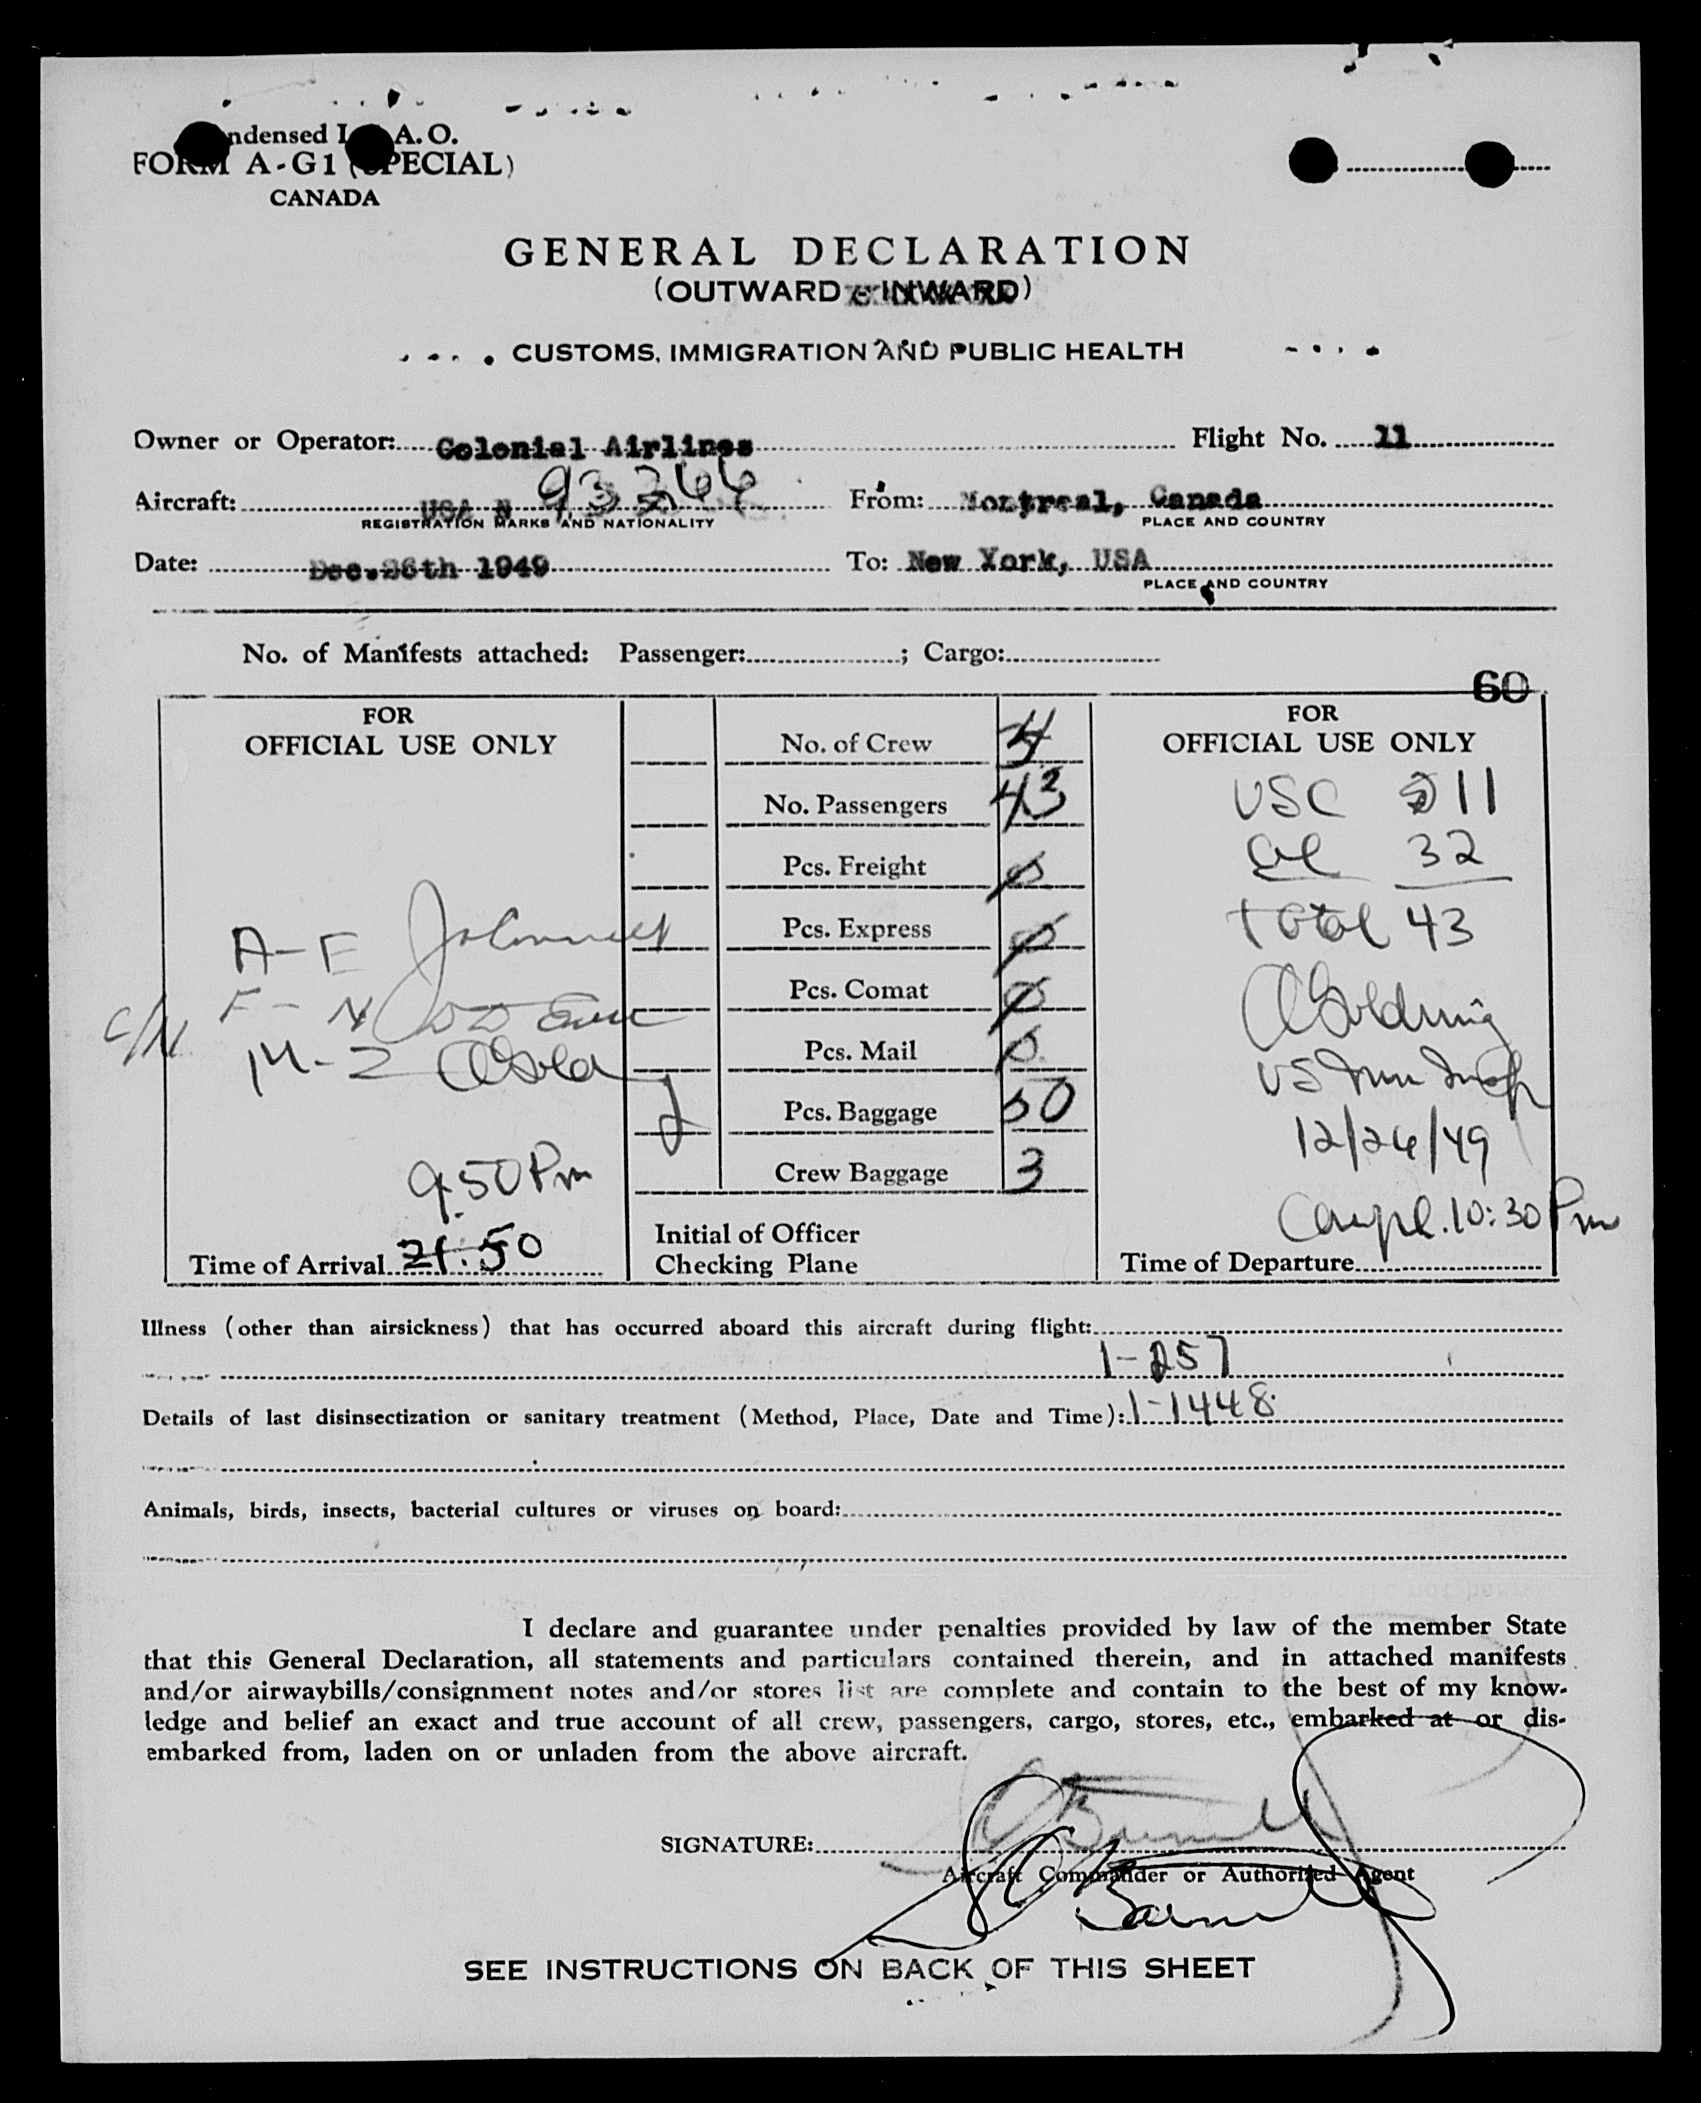 ndensed I A. O.
FORM A-G1 (SPECIAL)
CANADA
GENERAL DECLARATION
(OUTWARD INWARD)
CUSTOMS, IMMIGRATION AND PUBLIC HEALTH
Owner or Operator: Colonial Airlines Flight No. 11
Aircraft: USA N 93266 From: Montreal, Canada
REGISTRATION MARKS AND NATIONALITY PLACE AND COUNTRY
Date: Dec. 26th 1949 To: New York, USA
PLACE AND COUNTRY
No. of Manifests attached: Passenger: ; Cargo:
60
FOR
OFFICIAL USE ONLY
A-E
F-N
C/N
M-Z
9.50 Pm
Time of Arrival 21:50
No. of Crew 4
No. Passengers 43
Pcs. Freight 0
Pcs. Express 0
Pcs. Comat 0
Pcs. Mail 0
Pcs. Baggage 50
Crew Baggage 3
Initial of Officer
Checking Plane
FOR
OFFICIAL USE ONLY
USC 11
al 32
Total 43
AGolding
US Imm Insp
12/26/49
Compl. 10:30 Pm
Time of Departure
Illness (other than airsickness) that has occurred aboard this aircraft during flight:
1-257
Details of last disinsectization or sanitary treatment (Method, Place, Date and Time): 1-1448
Animals, birds, insects, bacterial cultures or viruses on board:
I declare and guarantee under penalties provided by law of the member State
that this General Declaration, all statements and particulars contained therein, and in attached manifests
and/or airwaybills/consignment notes and/or stores list are complete and contain to the best of my know-
ledge and belief an exact and true account of all crew, passengers, cargo, stores, etc., embarked at or dis-
embarked from, laden on or unladen from the above aircraft.
SIGNATURE:
Aircraft Commander or Authorized Agent
SEE INSTRUCTIONS ON BACK OF THIS SHEET